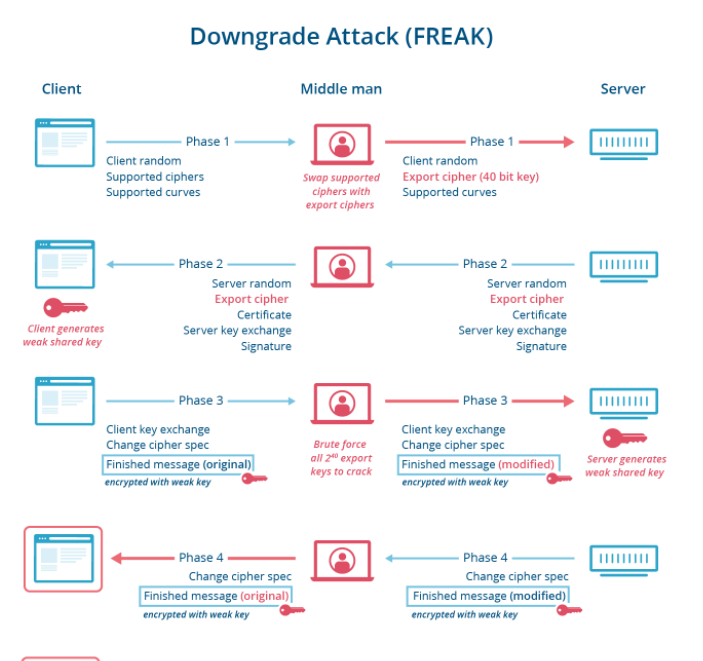 Downgrade Attack (FREAK)
Client
Middle man
Server
Phase 1
Client random
Supported ciphers
Supported curves
Swap supported
ciphers with
export ciphers
Phase 1
Client random
Export cipher (40 bit key)
Supported curves
Client generates
weak shared key
Phase 2
Server random
Export cipher
Certificate
Server key exchange
Signature
Phase 2
Server random
Export cipher
Certificate
Server key exchange
Signature
Phase 3
Client key exchange
Change cipher spec
Finished message (original)
encrypted with weak key
Brute force
all 2⁴⁰ export
keys to crack
Phase 3
Client key exchange
Change cipher spec
Finished message (modified)
encrypted with weak key
Server generates
weak shared key
Phase 4
Change cipher spec
Finished message (original)
encrypted with weak key
Phase 4
Change cipher spec
Finished message (modified)
encrypted with weak key